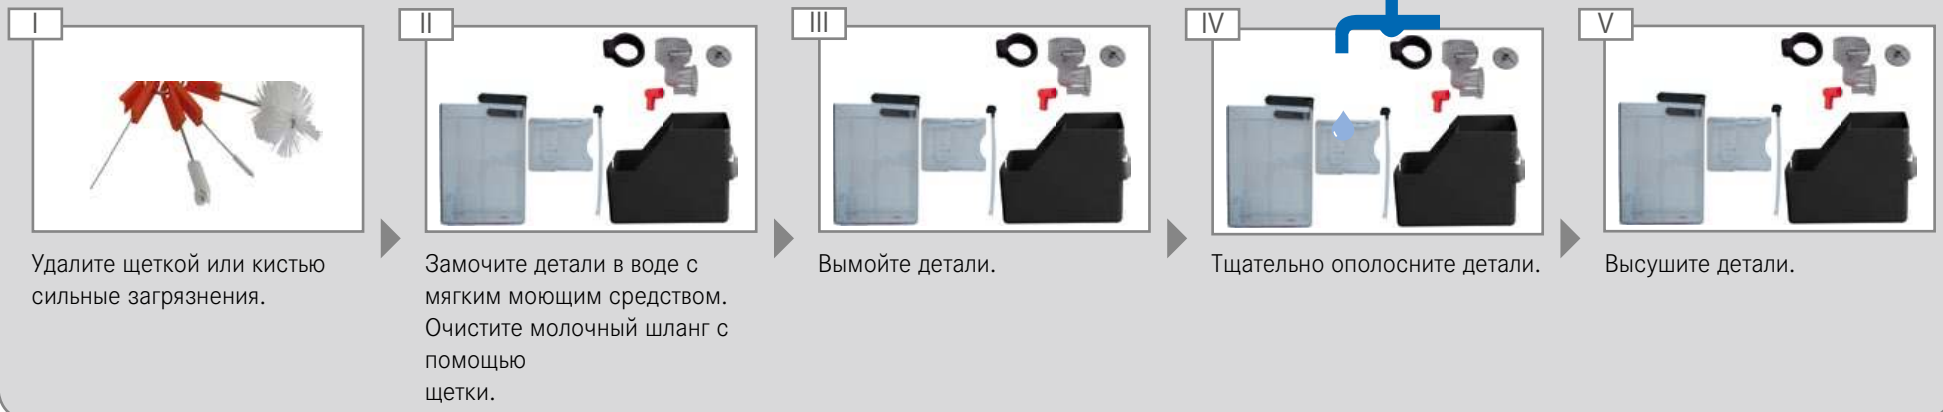 I
Удалите щеткой или кистью
сильные загрязнения.
II
Замочите детали в воде с
мягким моющим средством.
Очистите молочный шланг с
помощью
щетки.
III
Вымойте детали.
IV
Тщательно ополосните детали.
V
Высушите детали.